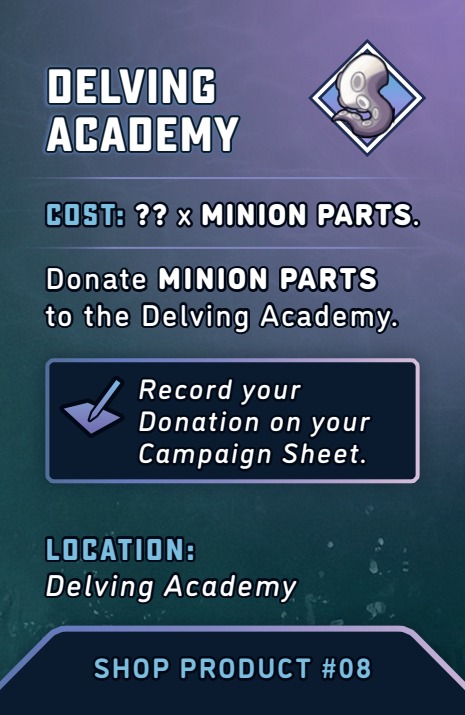 DELVING
ACADEMY
COST: ?? x MINION PARTS.
Donate MINION PARTS
to the Delving Academy.
Record your
Donation on your
Campaign Sheet.
LOCATION:
Delving Academy
SHOP PRODUCT #08